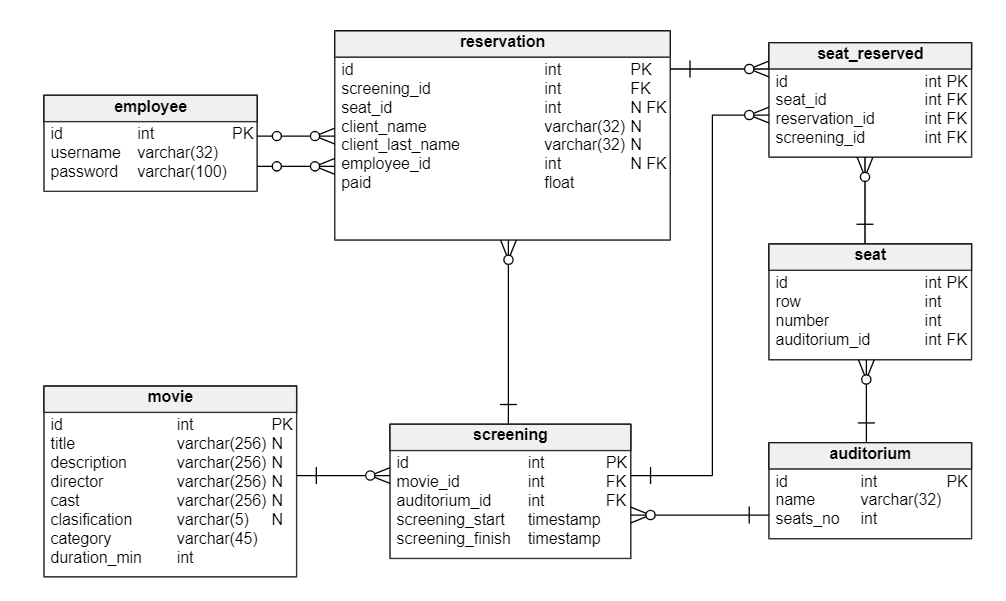 reservation
id int PK
screening_id int FK
seat_id int N FK
client_name varchar(32) N
client_last_name varchar(32) N
employee_id int N FK
paid float
seat_reserved
id int PK
seat_id int FK
reservation_id int FK
screening_id int FK
employee
id int PK
username varchar(32)
password varchar(100)
seat
id int PK
row int
number int
auditorium_id int FK
movie
id int PK
title varchar(256) N
description varchar(256) N
director varchar(256) N
cast varchar(256) N
clasification varchar(5) N
category varchar(45)
duration_min int
screening
id int PK
movie_id int FK
auditorium_id int FK
screening_start timestamp
screening_finish timestamp
auditorium
id int PK
name varchar(32)
seats_no int